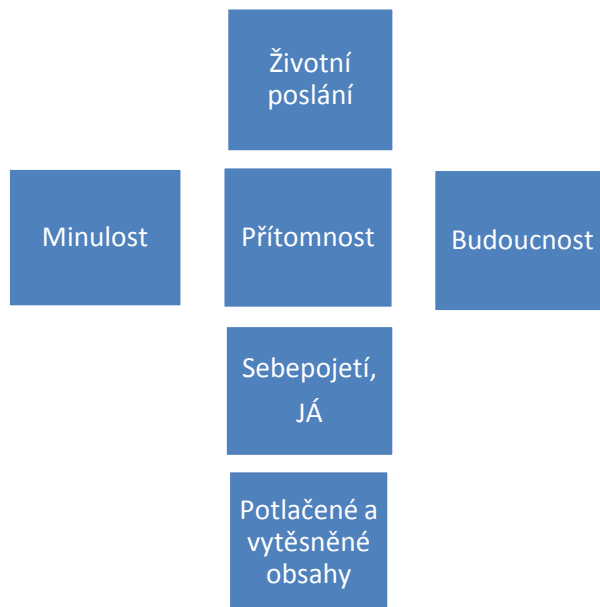 Životní
poslání
Minulost
Přítomnost
Budoucnost
Sebepojetí,
JÁ
Potlačené a
vytěsněné
obsahy